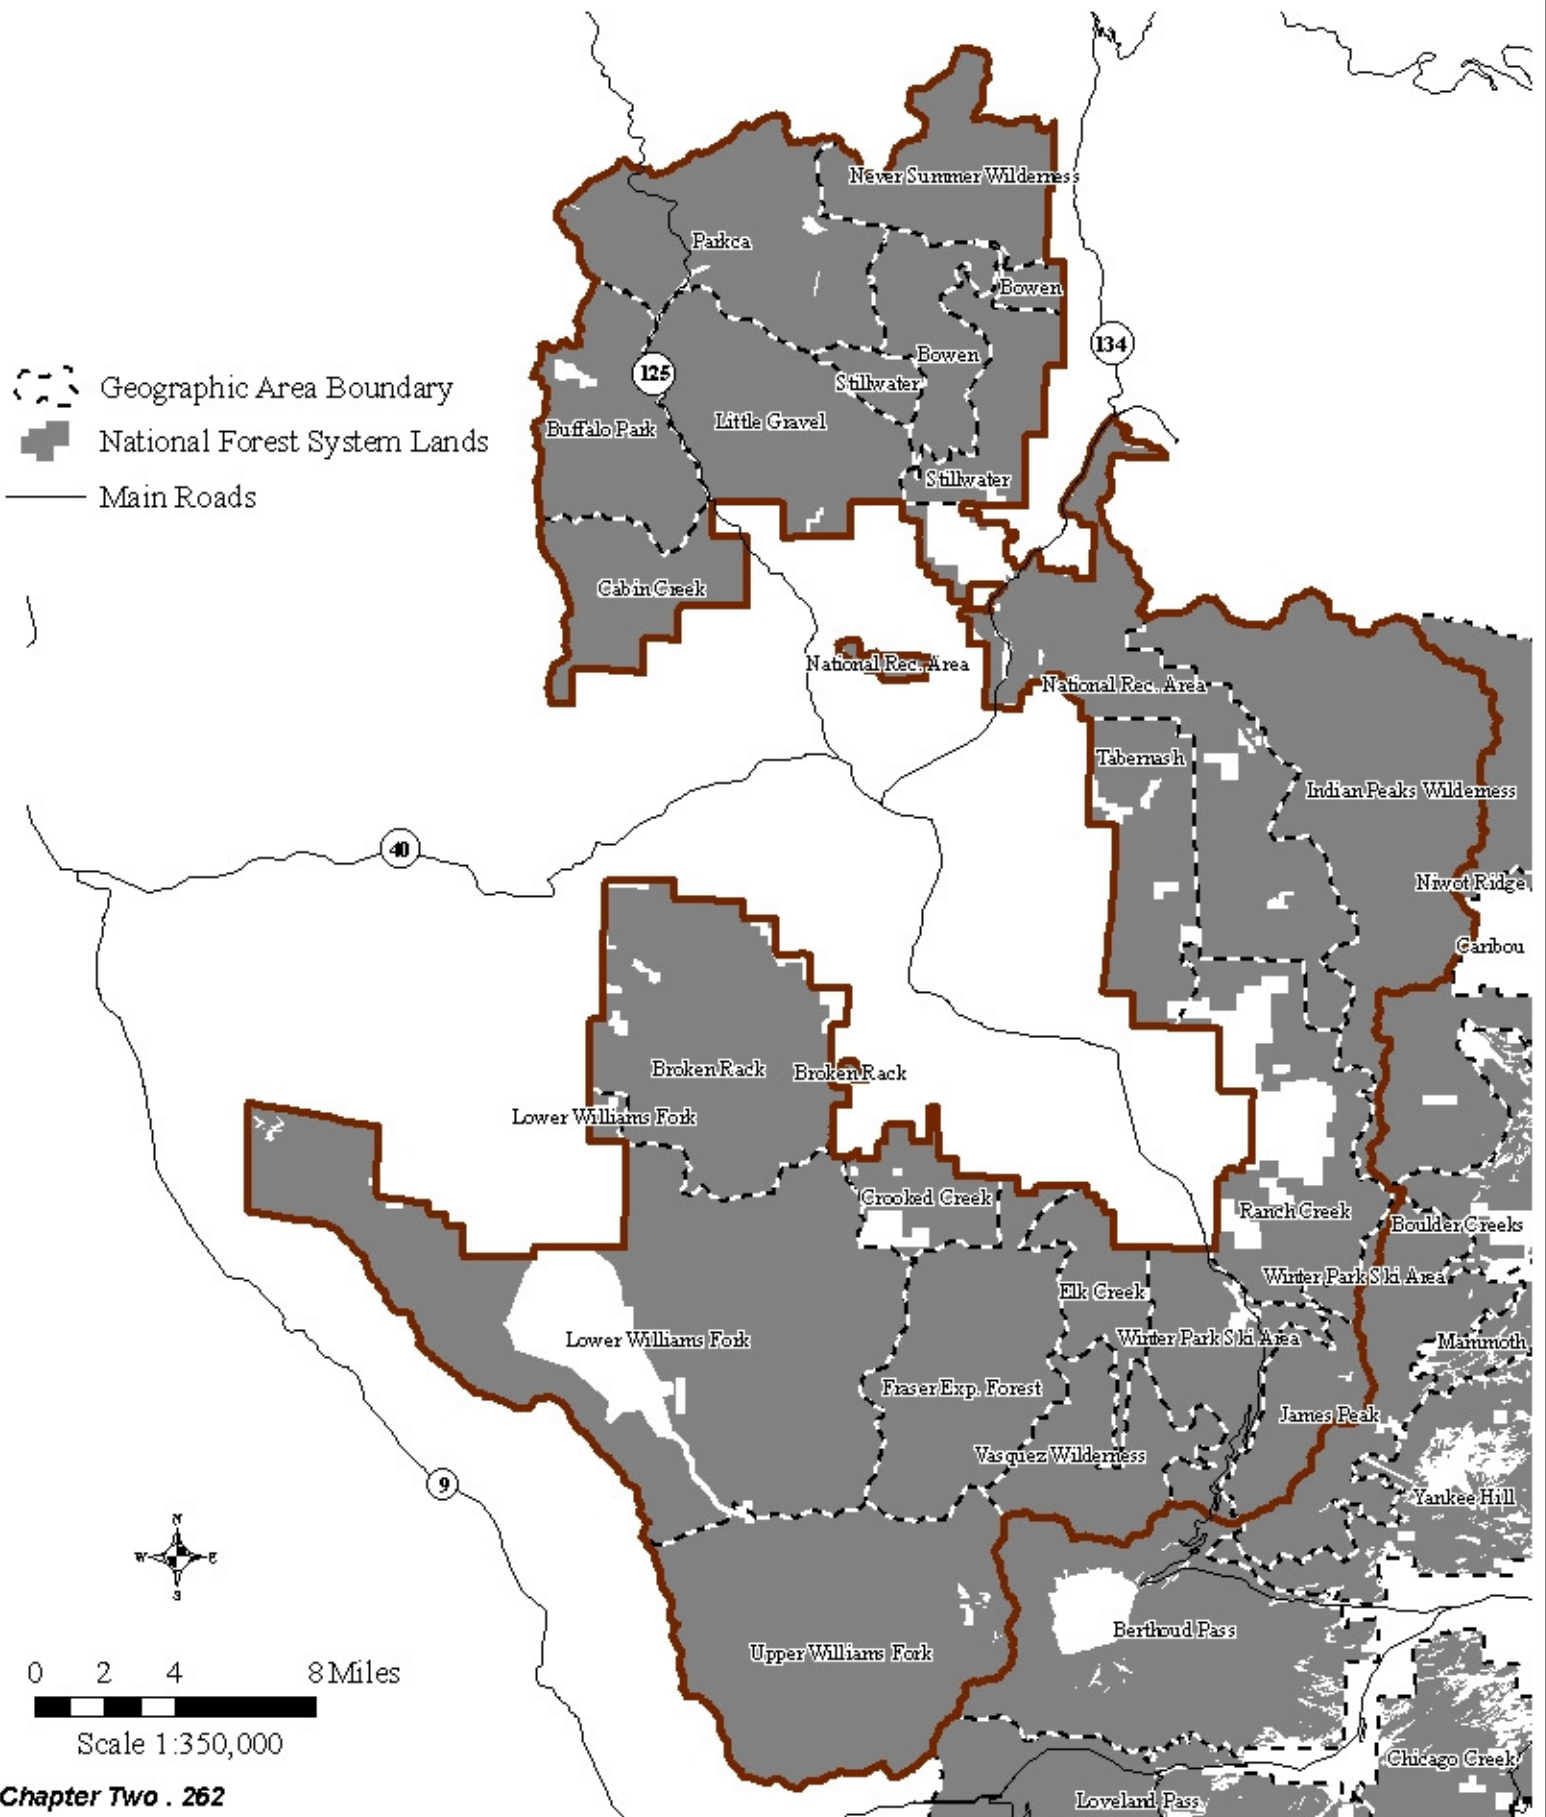 Never Summer Wilderness
Parkca
Bowen
134
Bowen
125
Stillwater
Geographic Area Boundary
Little Gravel
Buffalo Park
National Forest System Lands
Stillwater
Main Roads
Cabin Creek
National Rec. Area
National Rec. Area
Tabernash
Indian Peaks Wilderness
40
Niwot Ridge
Caribou
Broken Rack
Broken Rack
Lower Williams Fork
Crooked Creek
Ranch Creek
Boulder Creeks
Winter Park Ski Area
Elk Creek
Lower Williams Fork
Winter Park Ski Area
Mammoth
Fraser Exp. Forest
James Peak
Vasquez Wilderness
9
Yankee Hill
N
W E
S
Berthoud Pass
Upper Williams Fork
0 2 4 8 Miles
Scale 1:350,000
Chicago Creek
Chapter Two . 262
Loveland Pass